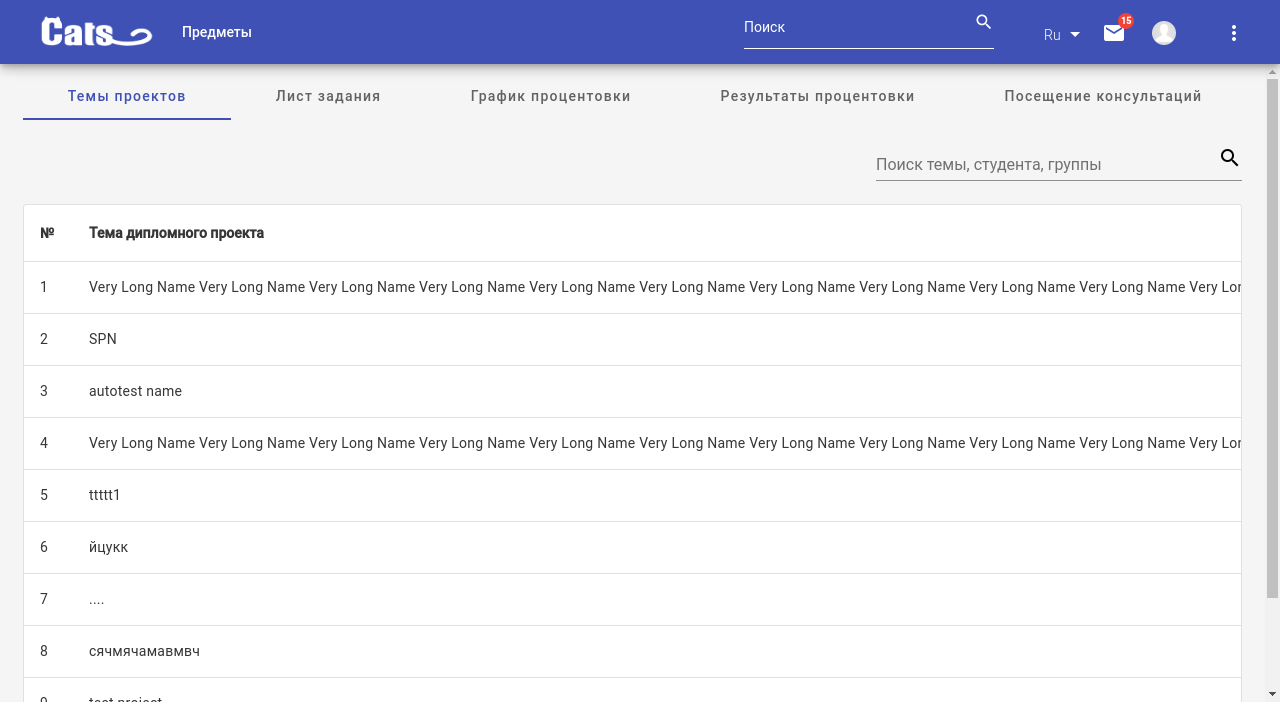 Cats
Предметы
Поиск
Ru
15
Темы проектов
Лист задания
График процентовки
Результаты процентовки
Посещение консультаций
Поиск темы, студента, группы
№ Тема дипломного проекта
1 Very Long Name Very Long Name Very Long Name Very Long Name Very Long Name Very Long Name Very Long Name Very Long Name Very Long Name Very Long Name Very Lon
2 SPN
3 autotest name
4 Very Long Name Very Long Name Very Long Name Very Long Name Very Long Name Very Long Name Very Long Name Very Long Name Very Long Name Very Long Name Very Lon
5 ttttt1
6 йцукк
7 ....
8 сячмячамавмвч
9 test project